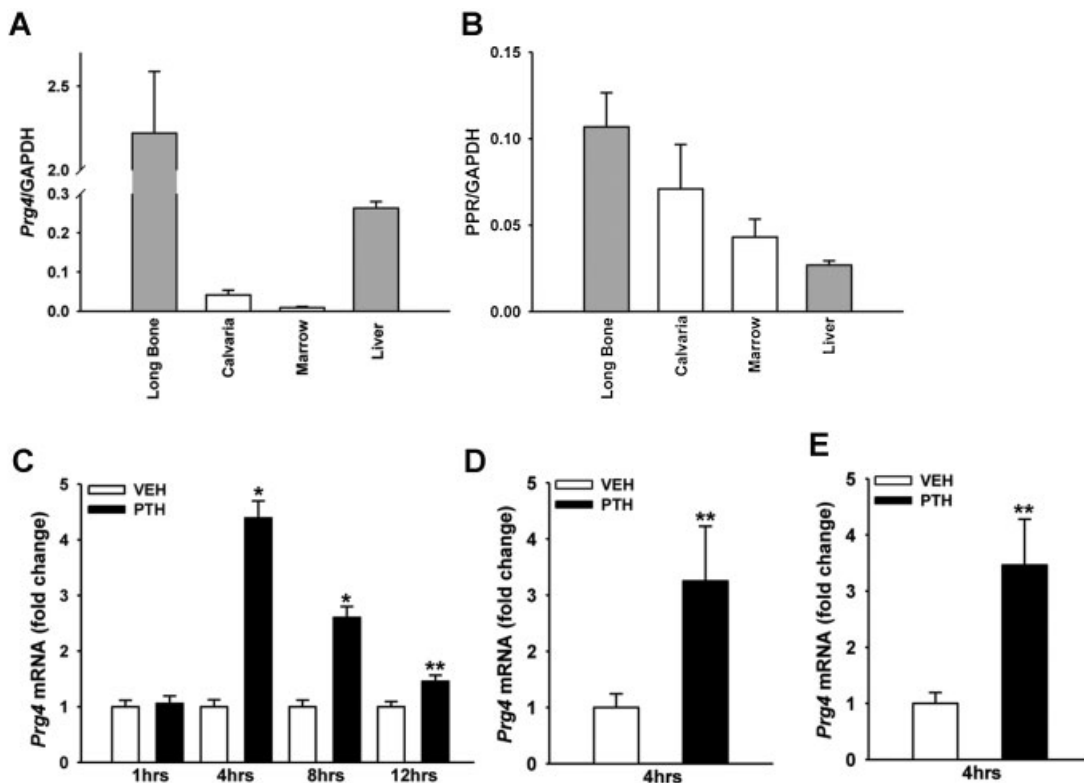 A
Prg4/GAPDH
2.5
2.0
0.3
0.2
0.1
0.0
Long Bone
Calvaria
Marrow
Liver
B
PPR/GAPDH
0.15
0.10
0.05
0.00
Long Bone
Calvaria
Marrow
Liver
C
VEH
PTH
Prg4 mRNA (fold change)
5
4
3
2
1
0
*
*
**
1hrs 4hrs 8hrs 12hrs
D
VEH
PTH
Prg4 mRNA (fold change)
5
4
3
2
1
0
**
4hrs
E
VEH
PTH
Prg4 mRNA (fold change)
5
4
3
2
1
0
**
4hrs